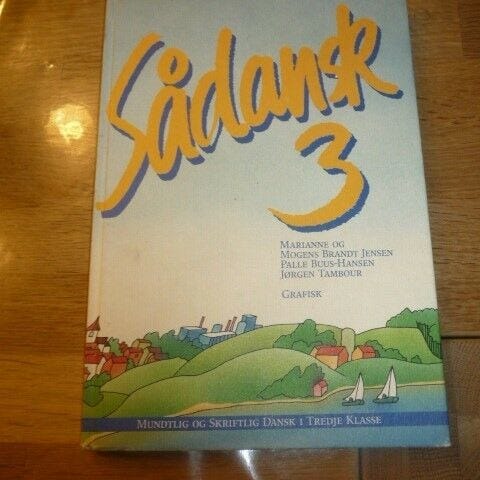 Sådansk
3
MARIANNE OG
MOGENS BRANDT JENSEN
PALLE BUUS-HANSEN
JØRGEN TAMBOUR
GRAFISK
MUNDTLIG OG SKRIFTLIG DANSK I TREDJE KLASSE